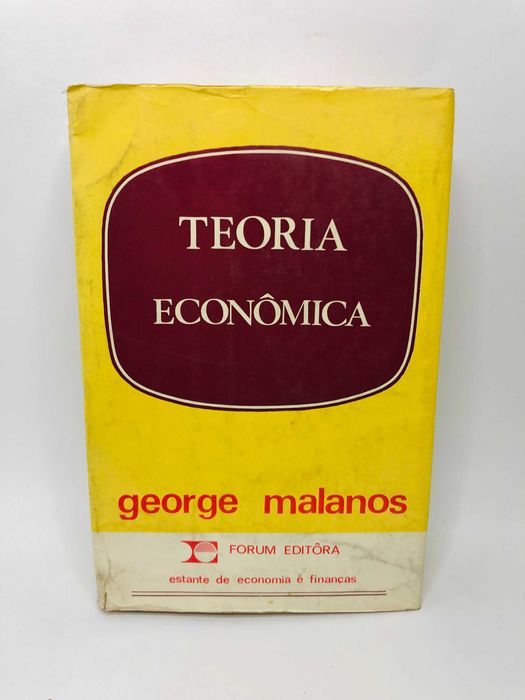 TEORIA
ECONÔMICA
george malanos
FORUM EDITÔRA
estante de economia é finanças